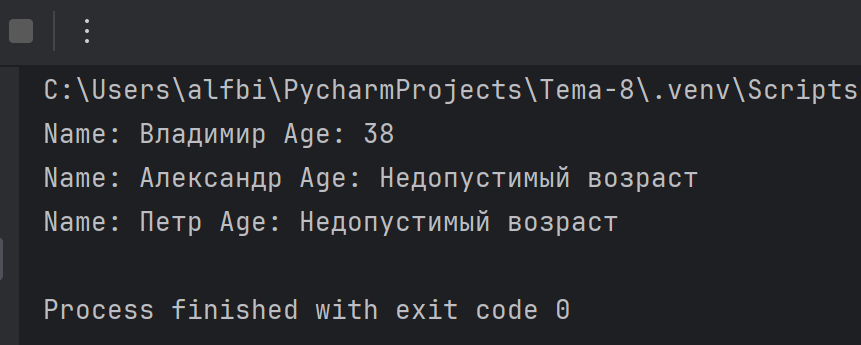 C:\Users\alfbi\PycharmProjects\Tema-8\.venv\Scripts
Name: Владимир Age: 38
Name: Александр Age: Недопустимый возраст
Name: Петр Age: Недопустимый возраст
Process finished with exit code 0